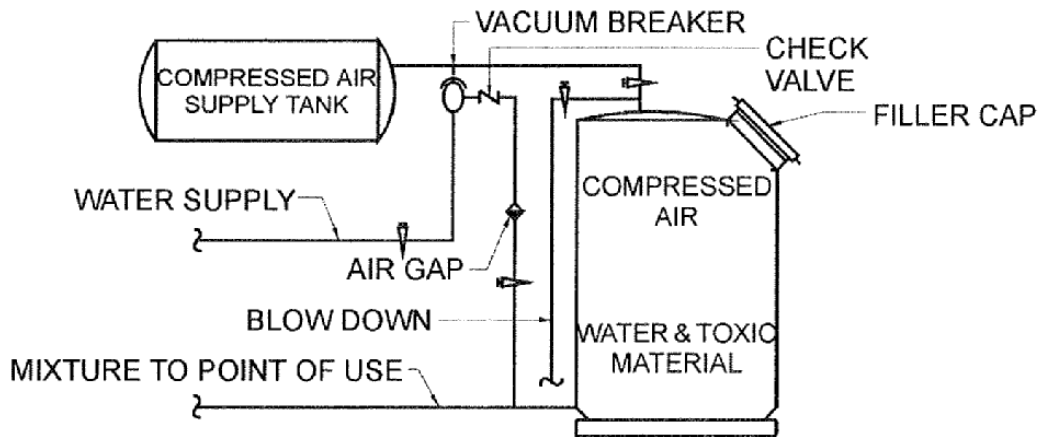 VACUUM BREAKER
CHECK
VALVE
COMPRESSED AIR
SUPPLY TANK
FILLER CAP
COMPRESSED
AIR
WATER SUPPLY
AIR GAP
BLOW DOWN
WATER & TOXIC
MATERIAL
MIXTURE TO POINT OF USE